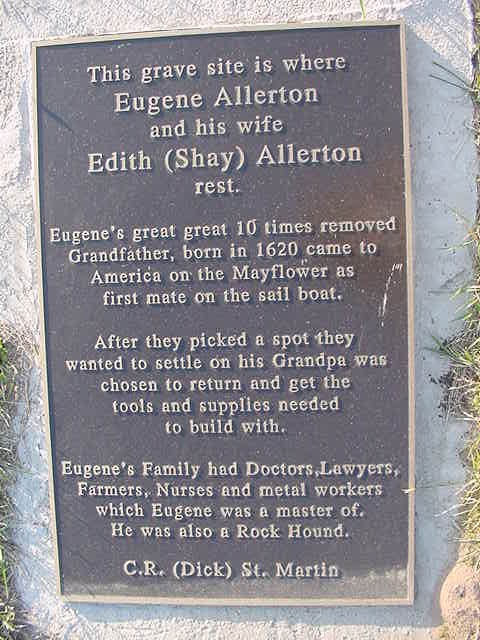 This grave site is where
Eugene Allerton
and his wife
Edith (Shay) Allerton
rest.
Eugene's great great 10 times removed
Grandfather, born in 1620 came to
America on the Mayflower as
first mate on the sail boat.
After they picked a spot they
wanted to settle on his Grandpa was
chosen to return and get the
tools and supplies needed
to build with.
Eugene's Family had Doctors,Lawyers,
Farmers, Nurses and metal workers
which Eugene was a master of.
He was also a Rock Hound.
C.R. (Dick) St. Martin